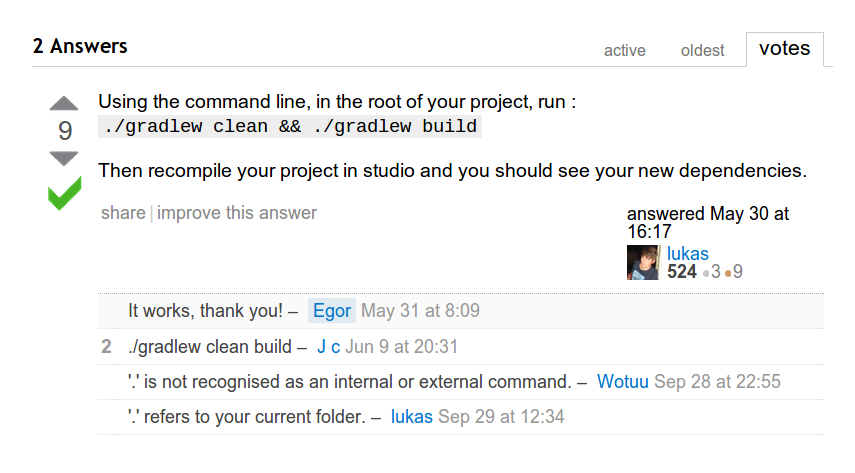 2 Answers
active oldest votes
9
Using the command line, in the root of your project, run :
./gradlew clean && ./gradlew build
Then recompile your project in studio and you should see your new dependencies.
share|improve this answer
answered May 30 at
16:17
lukas
524 ●3 ●9
It works, thank you! – Egor May 31 at 8:09
2 ./gradlew clean build – J c Jun 9 at 20:31
'.' is not recognised as an internal or external command. – Wotuu Sep 28 at 22:55
'.' refers to your current folder. – lukas Sep 29 at 12:34